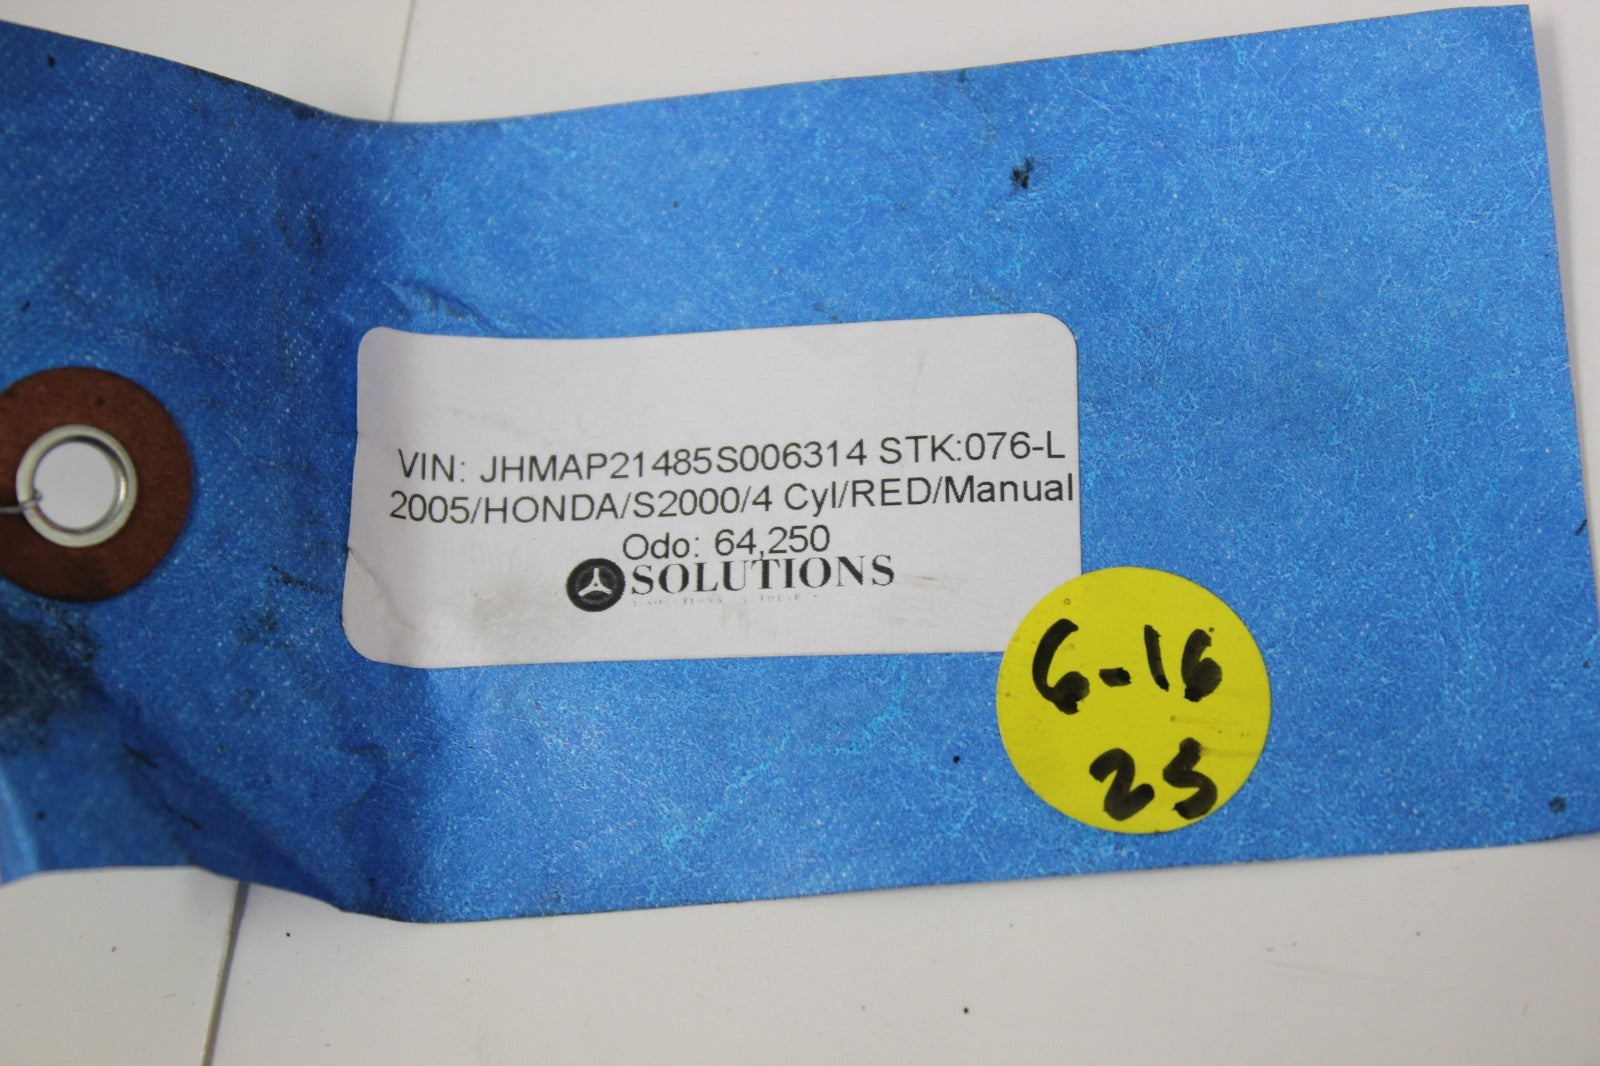 VIN: JHMAP21485S006314 STK:076-L
2005/HONDA/S2000/4 Cyl/RED/Manual
Odo: 64,250
SOLUTIONS
6-16
25